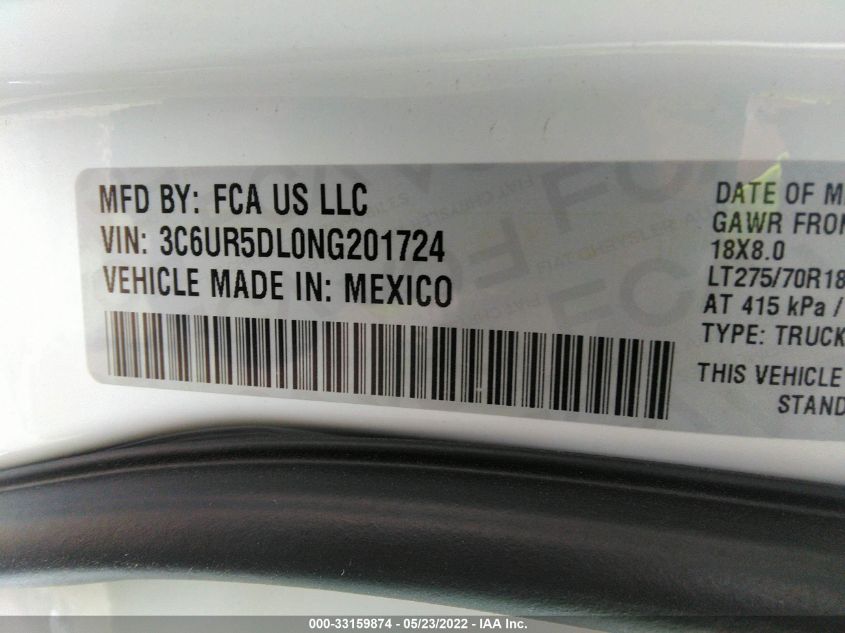 MFD BY: FCA US LLC
VIN: 3C6UR5DL0NG201724
VEHICLE MADE IN: MEXICO
DATE OF M
GAWR FRON
18X8.0
LT275/70R18
AT 415 kPa /
TYPE: TRUCK
THIS VEHICLE
STAND
000-33159874 - 05/23/2022 - IAA Inc.